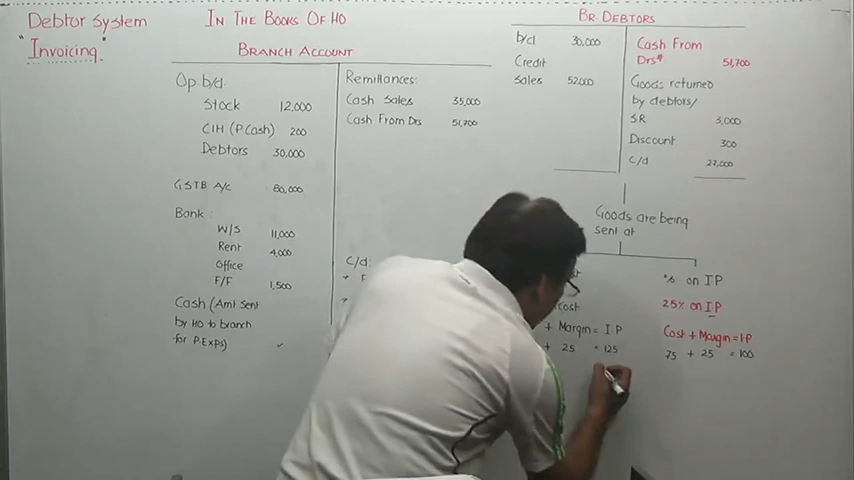 Debtor System
"Invoicing"
IN THE BOOKS OF HO
BRANCH ACCOUNT
Op b/d:
Stock 12,000
CIH (P.Cash) 200
Debtors 30,000
GSTB A/c 80,000
Bank:
W/S 11,000
Rent 4,000
Office
F/F 1,500
Cash (Amt Sent
by HO to branch
for P.Exps)
Remittances:
Cash Sales 35,000
Cash From Drs 51,700
C/d:
BR DEBTORS
b/d 30,000
Credit
Sales 52,000
Cash From
Drs# 51,700
Goods returned
by debtors/
SR 3,000
Discount 300
c/d 27,000
Goods are being
sent at
Cost
+ Margin = I P
+ 25 = 125
% on I.P
25% on I.P
Cost + Margin = I.P
75 + 25 = 100